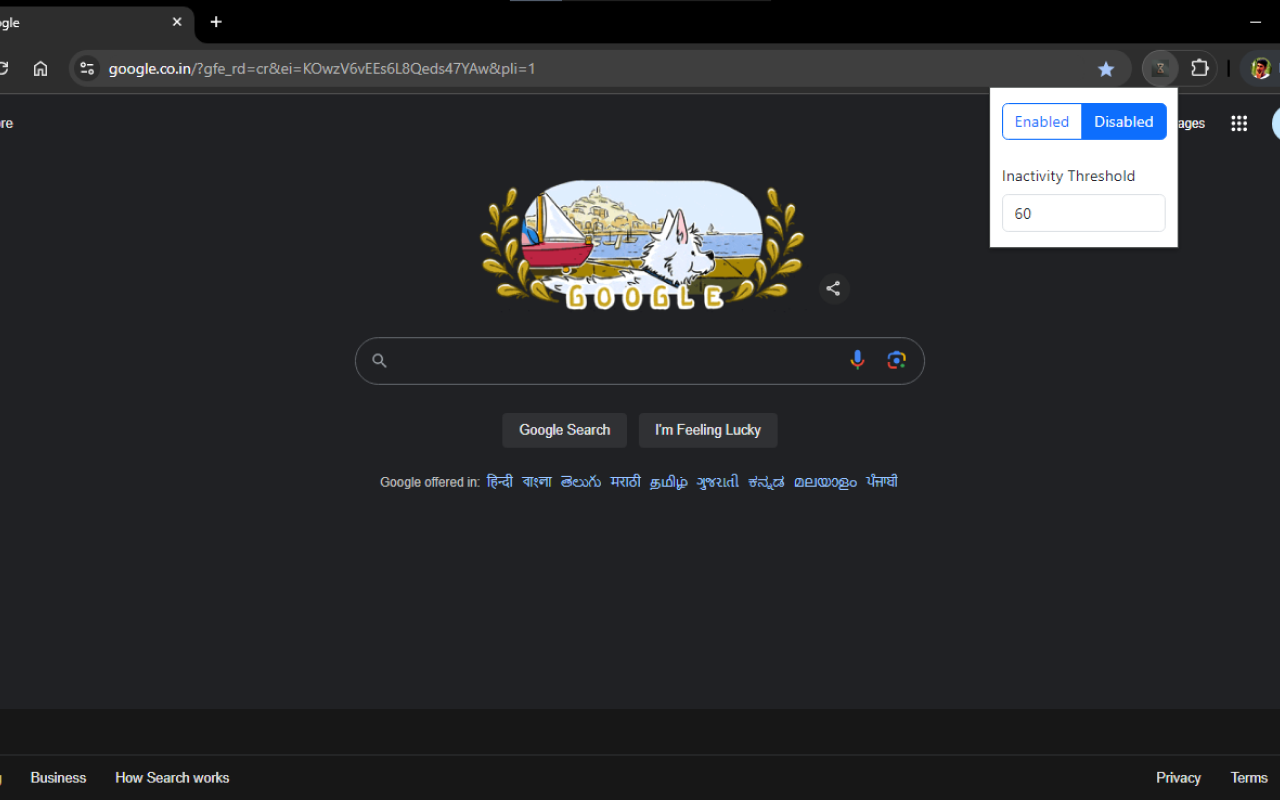 ogle
google.co.in/?gfe_rd=cr&ei=KOwzV6vEEs6L8Qeds47YAw&pli=1
Enabled Disabled
re ages
Inactivity Threshold
60
GOOGLE
Google Search I'm Feeling Lucky
Google offered in: हिन्दी বাংলা తెలుగు मराठी தமிழ் ગુજરાતી ಕನ್ನಡ മലയാളം ਪੰਜਾਬੀ
Business How Search works Privacy Terms